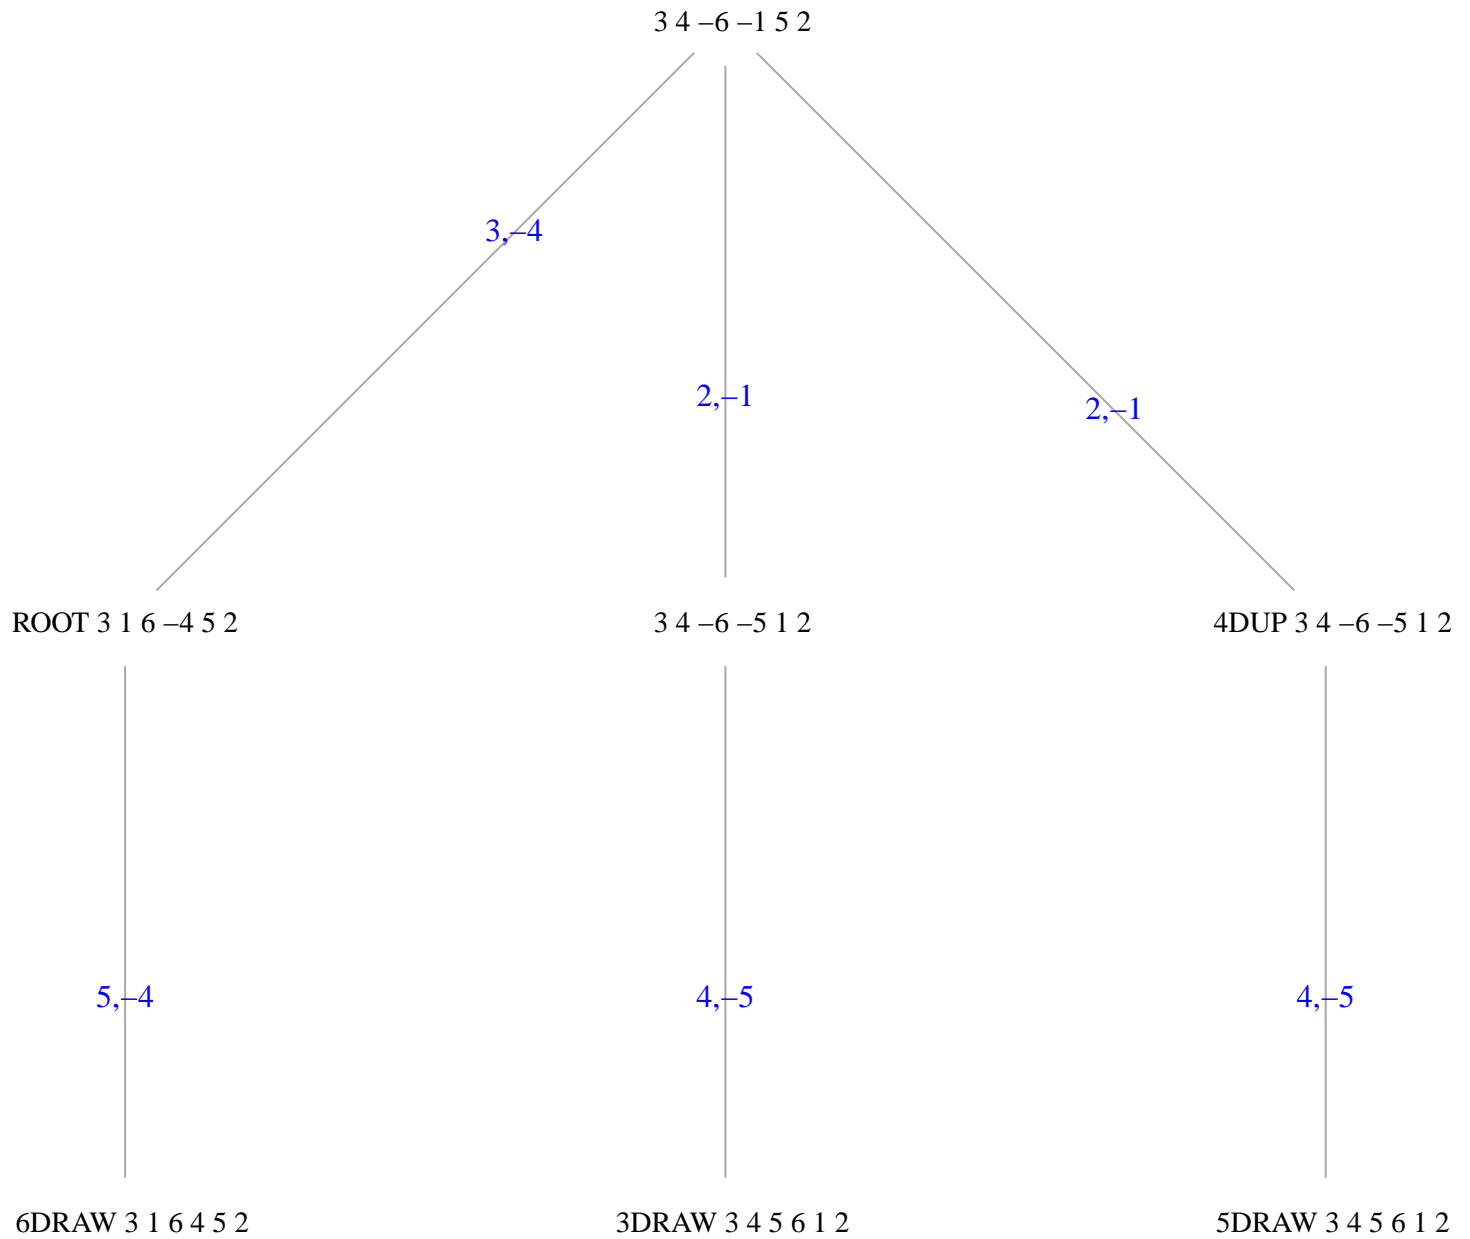 3 4 –6 –1 5 2
3,–4
2,–1
2,–1
ROOT 3 1 6 –4 5 2
3 4 –6 –5 1 2
4DUP 3 4 –6 –5 1 2
5,–4
4,–5
4,–5
6DRAW 3 1 6 4 5 2
3DRAW 3 4 5 6 1 2
5DRAW 3 4 5 6 1 2